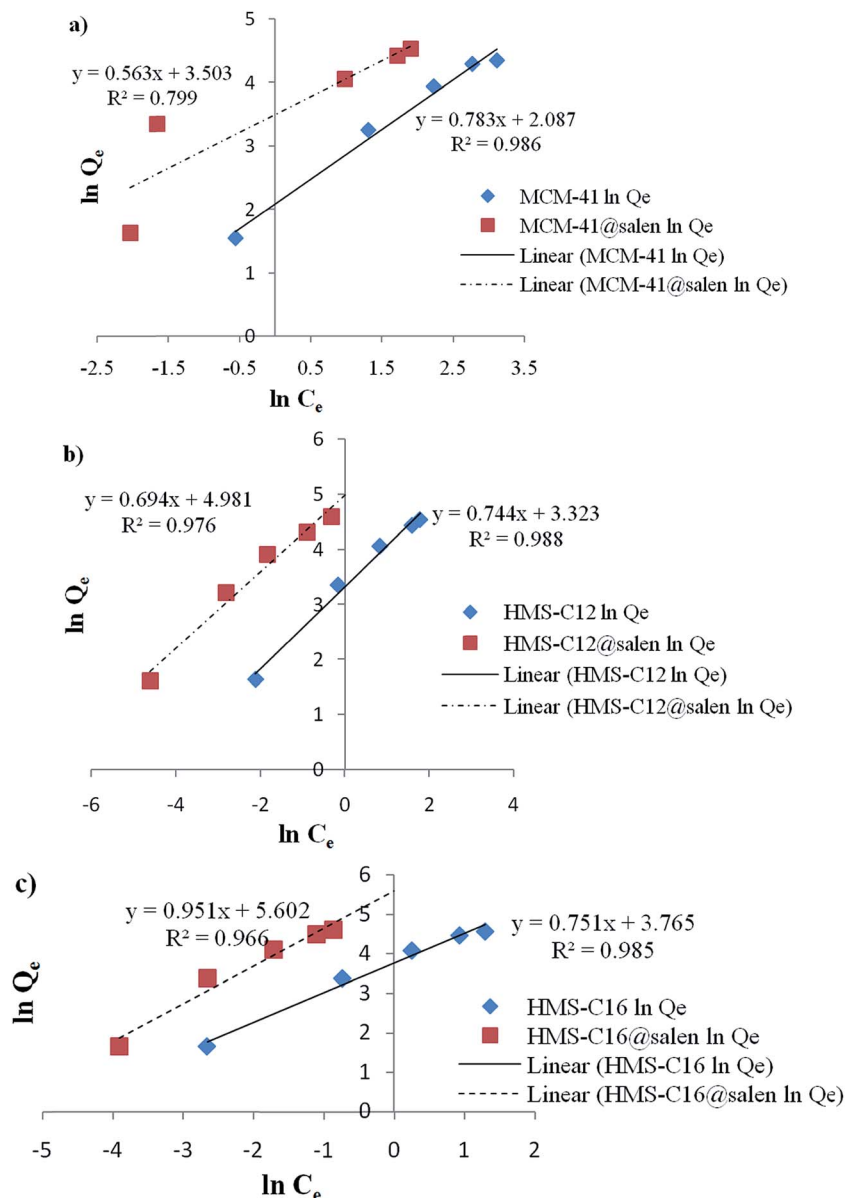 a)
5
4
3
2
1
0
y = 0.563x + 3.503
R² = 0.799
y = 0.783x + 2.087
R² = 0.986
ln Qe
MCM-41 ln Qe
MCM-41@salen ln Qe
Linear (MCM-41 ln Qe)
Linear (MCM-41@salen ln Qe)
-2.5 -1.5 -0.5 0.5 1.5 2.5 3.5
ln Ce
b)
6
5
4
3
2
1
0
y = 0.694x + 4.981
R² = 0.976
y = 0.744x + 3.323
R² = 0.988
ln Qe
HMS-C12 ln Qe
HMS-C12@salen ln Qe
Linear (HMS-C12 ln Qe)
Linear (HMS-C12@salen ln Qe)
-6 -4 -2 0 2 4
ln Ce
c)
6
5
4
3
2
1
0
y = 0.951x + 5.602
R² = 0.966
y = 0.751x + 3.765
R² = 0.985
ln Qe
HMS-C16 ln Qe
HMS-C16@salen ln Qe
Linear (HMS-C16 ln Qe)
Linear (HMS-C16@salen ln Qe)
-5 -4 -3 -2 -1 0 1 2
ln Ce